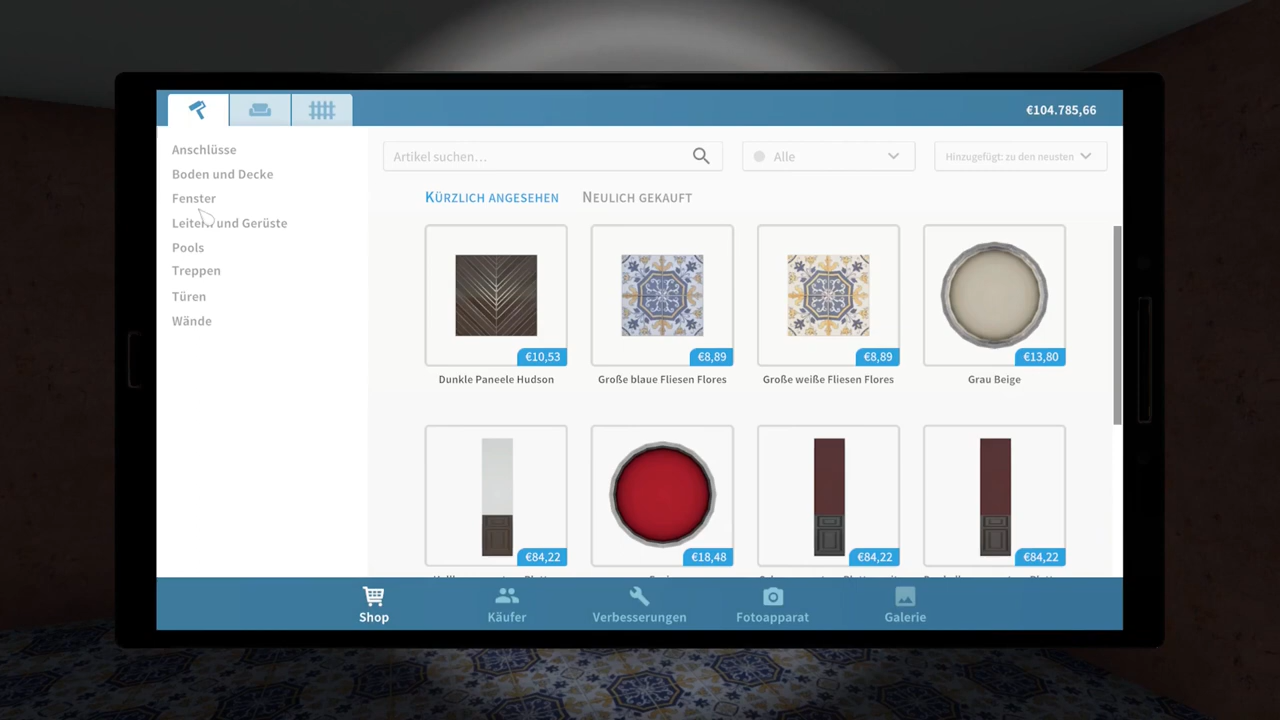 €104.785,66
Anschlüsse
Boden und Decke
Fenster
Leitern und Gerüste
Pools
Treppen
Türen
Wände
Artikel suchen...
Alle
Hinzugefügt: zu den neusten
KÜRZLICH ANGESEHEN
NEULICH GEKAUFT
€10,53
€8,89
€8,89
€13,80
Dunkle Paneele Hudson
Große blaue Fliesen Flores
Große weiße Fliesen Flores
Grau Beige
€84,22
€18,48
€84,22
€84,22
Shop
Käufer
Verbesserungen
Fotoapparat
Galerie